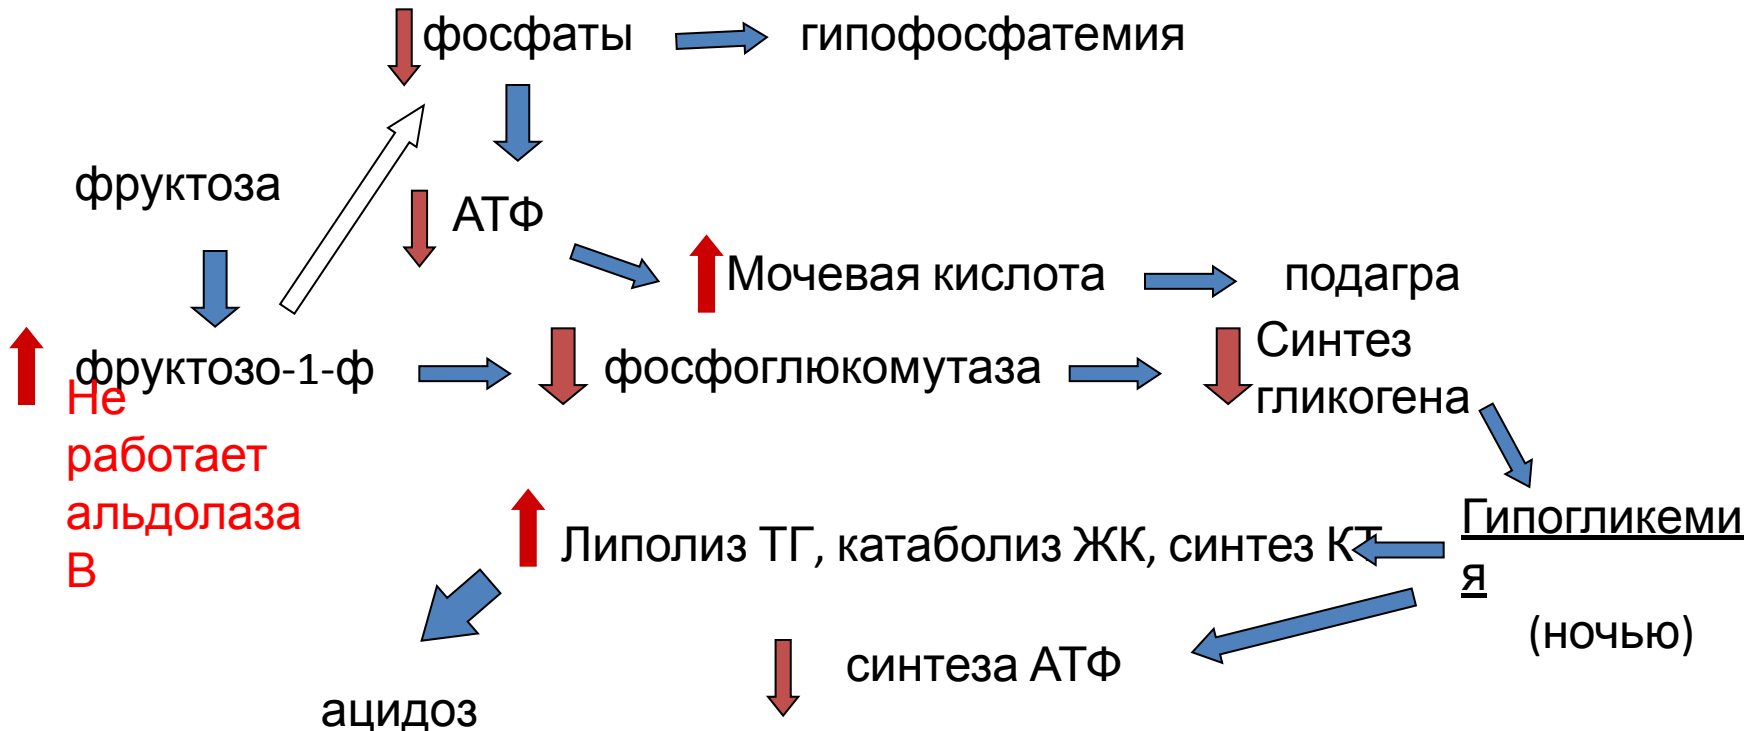 фосфаты
гипофосфатемия
фруктоза
АТФ
Мочевая кислота
подагра
фруктозо-1-ф
фосфоглюкомутаза
Синтез
гликогена
Не
работает
альдолаза
В
Липолиз ТГ, катаболиз ЖК, синтез КТ
Гипогликеми
я
(ночью)
синтеза АТФ
ацидоз